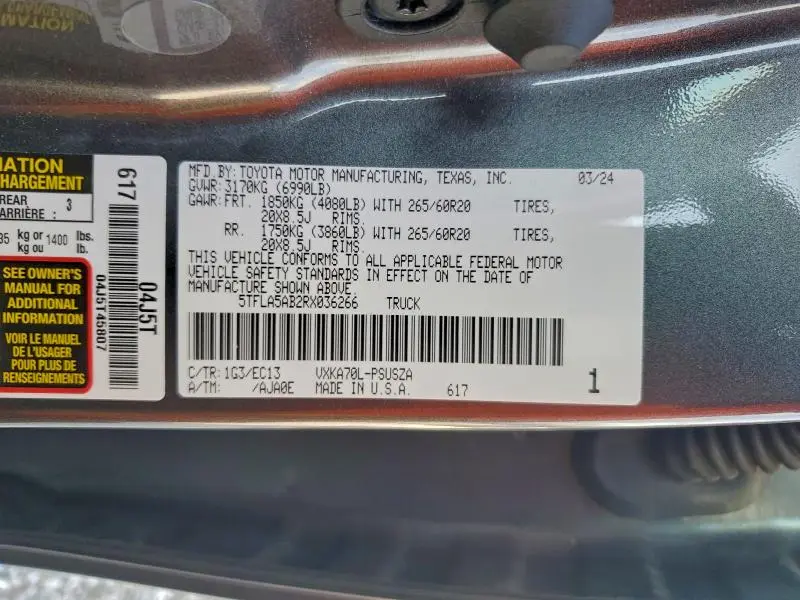 MATION
NATION
CHARGEMENT
REAR
ARRIÈRE : 3
35 kg or 1400 lbs.
kg ou lb.
SEE OWNER'S
MANUAL FOR
ADDITIONAL
INFORMATION
VOIR LE MANUEL
DE L'USAGER
POUR PLUS DE
RENSEIGNEMENTS
617
04J5T
04J5T45807
MFD.BY:TOYOTA MOTOR MANUFACTURING, TEXAS, INC. 03/24
GVWR:3170KG (6990LB)
GAWR:FRT. 1850KG (4080LB) WITH 265/60R20 TIRES,
20X8.5J RIMS.
RR. 1750KG (3860LB) WITH 265/60R20 TIRES,
20X8.5J RIMS.
THIS VEHICLE CONFORMS TO ALL APPLICABLE FEDERAL MOTOR
VEHICLE SAFETY STANDARDS IN EFFECT ON THE DATE OF
MANUFACTURE SHOWN ABOVE.
5TFLA5AB2RX036266 TRUCK
C/TR:1G3/EC13 VXKA70L-PSUSZA
A/TM: /AJA0E MADE IN U.S.A. 617 1